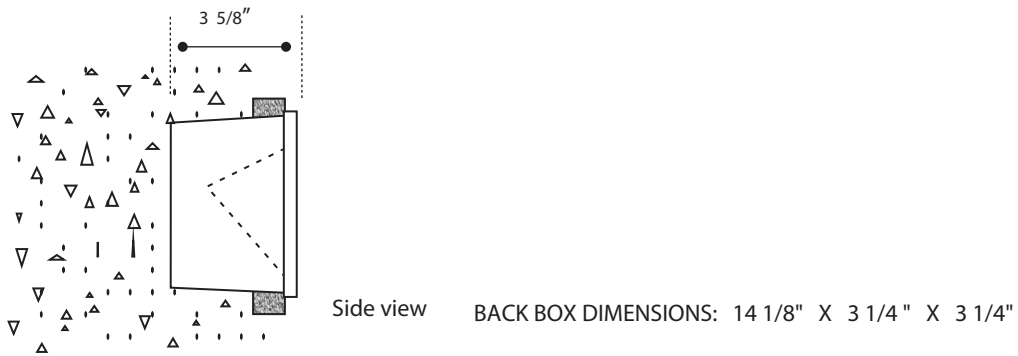 3 5/8”
Side view
BACK BOX DIMENSIONS: 14 1/8" X 3 1/4 " X 3 1/4"